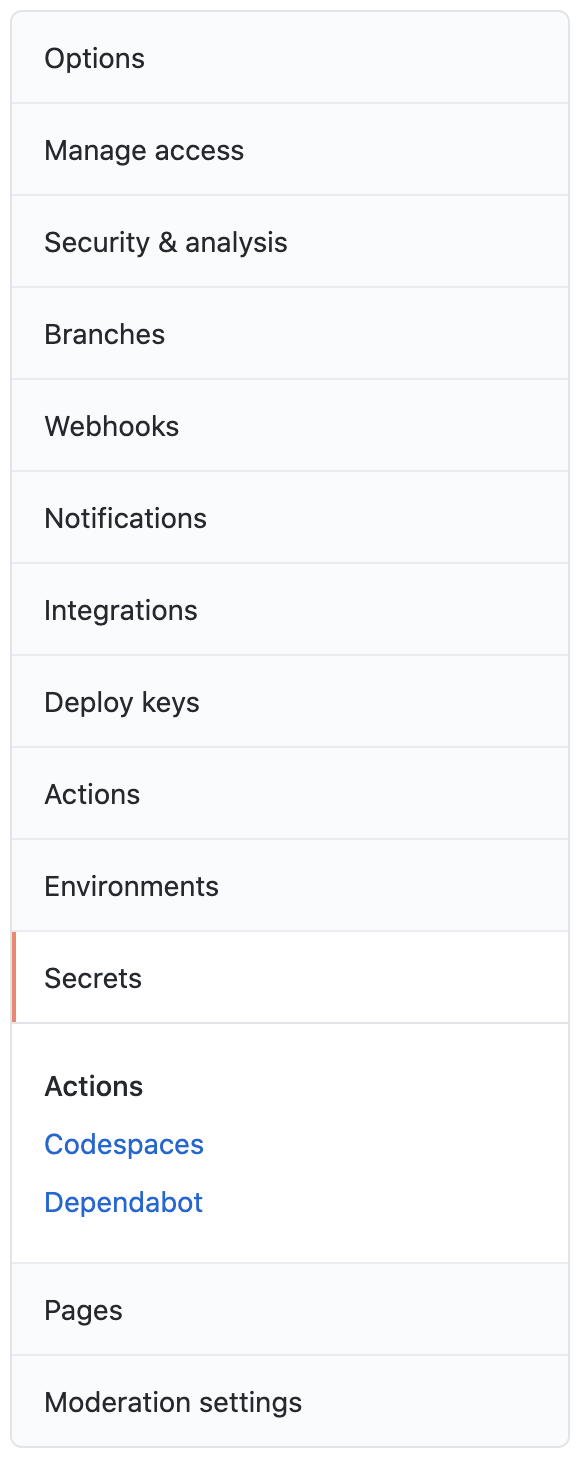 Options
Manage access
Security & analysis
Branches
Webhooks
Notifications
Integrations
Deploy keys
Actions
Environments
Secrets
Actions
Codespaces
Dependabot
Pages
Moderation settings